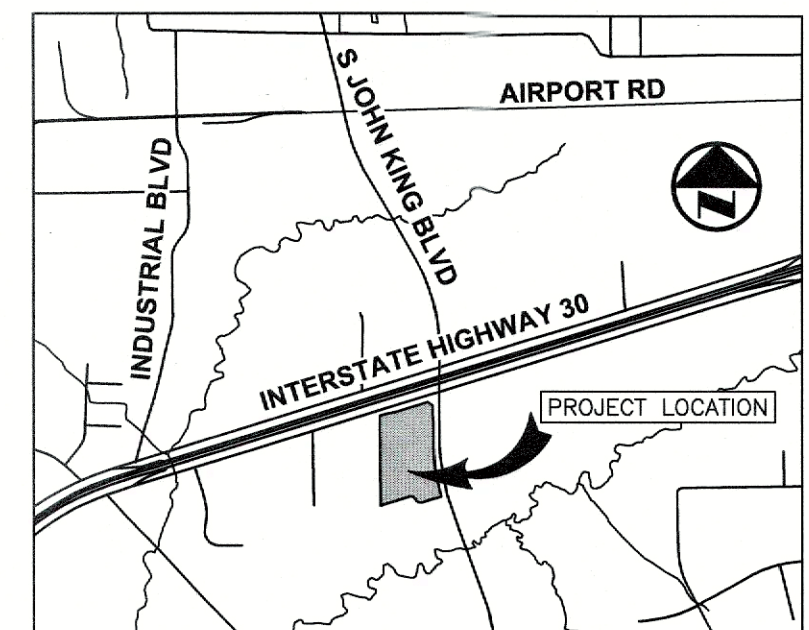 S JOHN KING BLVD
AIRPORT RD
INDUSTRIAL BLVD
N
INTERSTATE HIGHWAY 30
PROJECT LOCATION